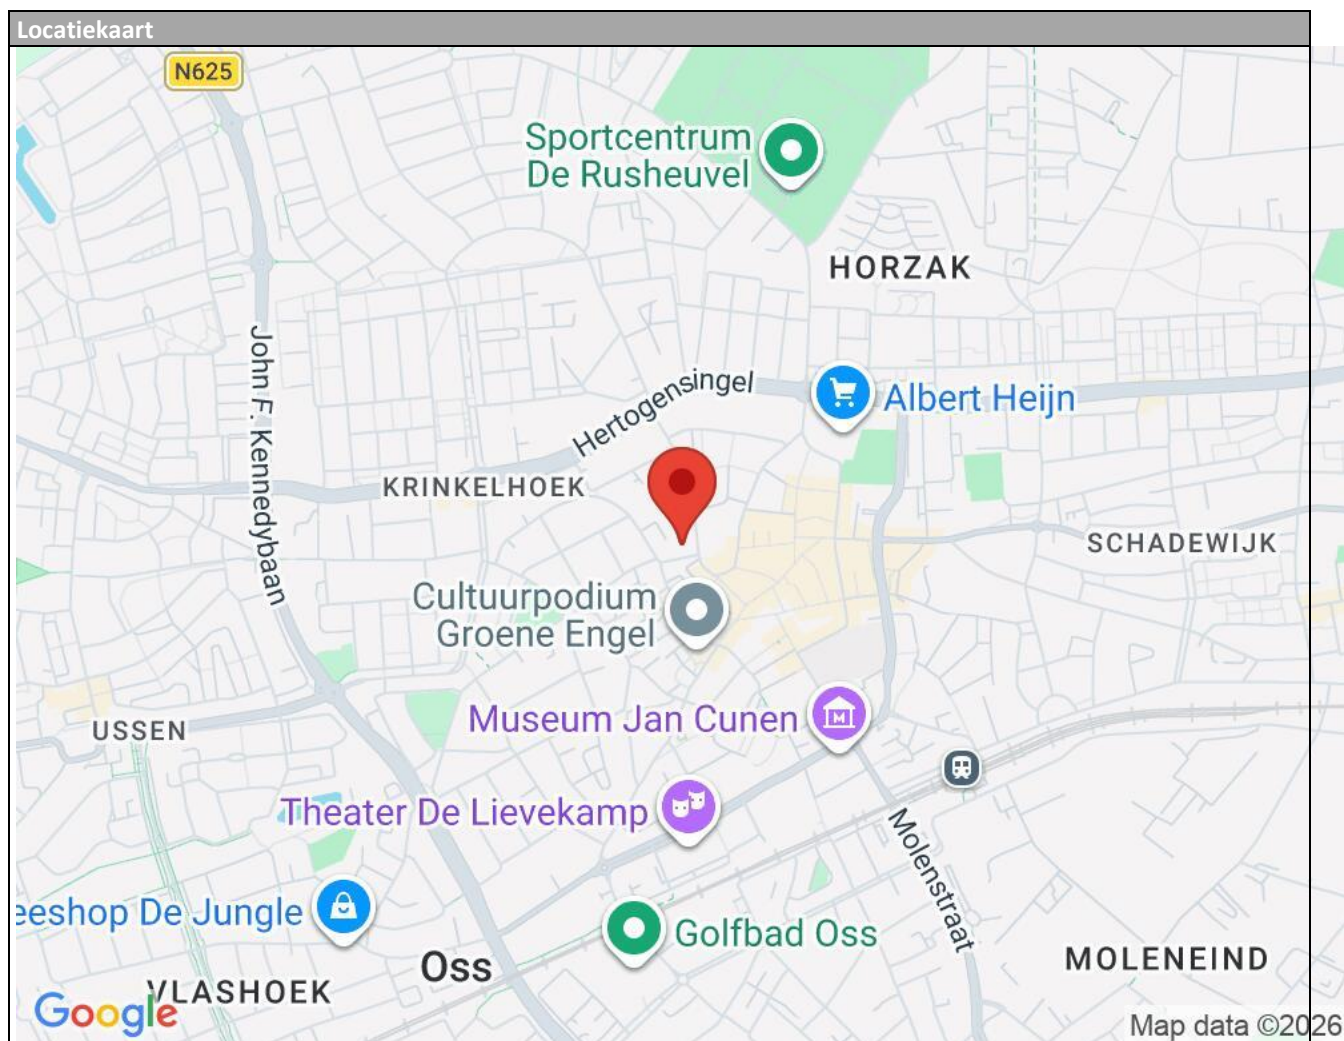 Locatiekaart
N625
Sportcentrum
De Rusheuvel
HORZAK
John F. Kennedybaan
Hertogensingel
Albert Heijn
KRINKELHOEK
SCHADEWIJK
Cultuurpodium
Groene Engel
USSEN
Museum Jan Cunen
M
Theater De Lievekamp
Molenstraat
eeshop De Jungle
Golfbad Oss
Oss
MOLENEIND
VLASHOEK
Google
Map data ©2026